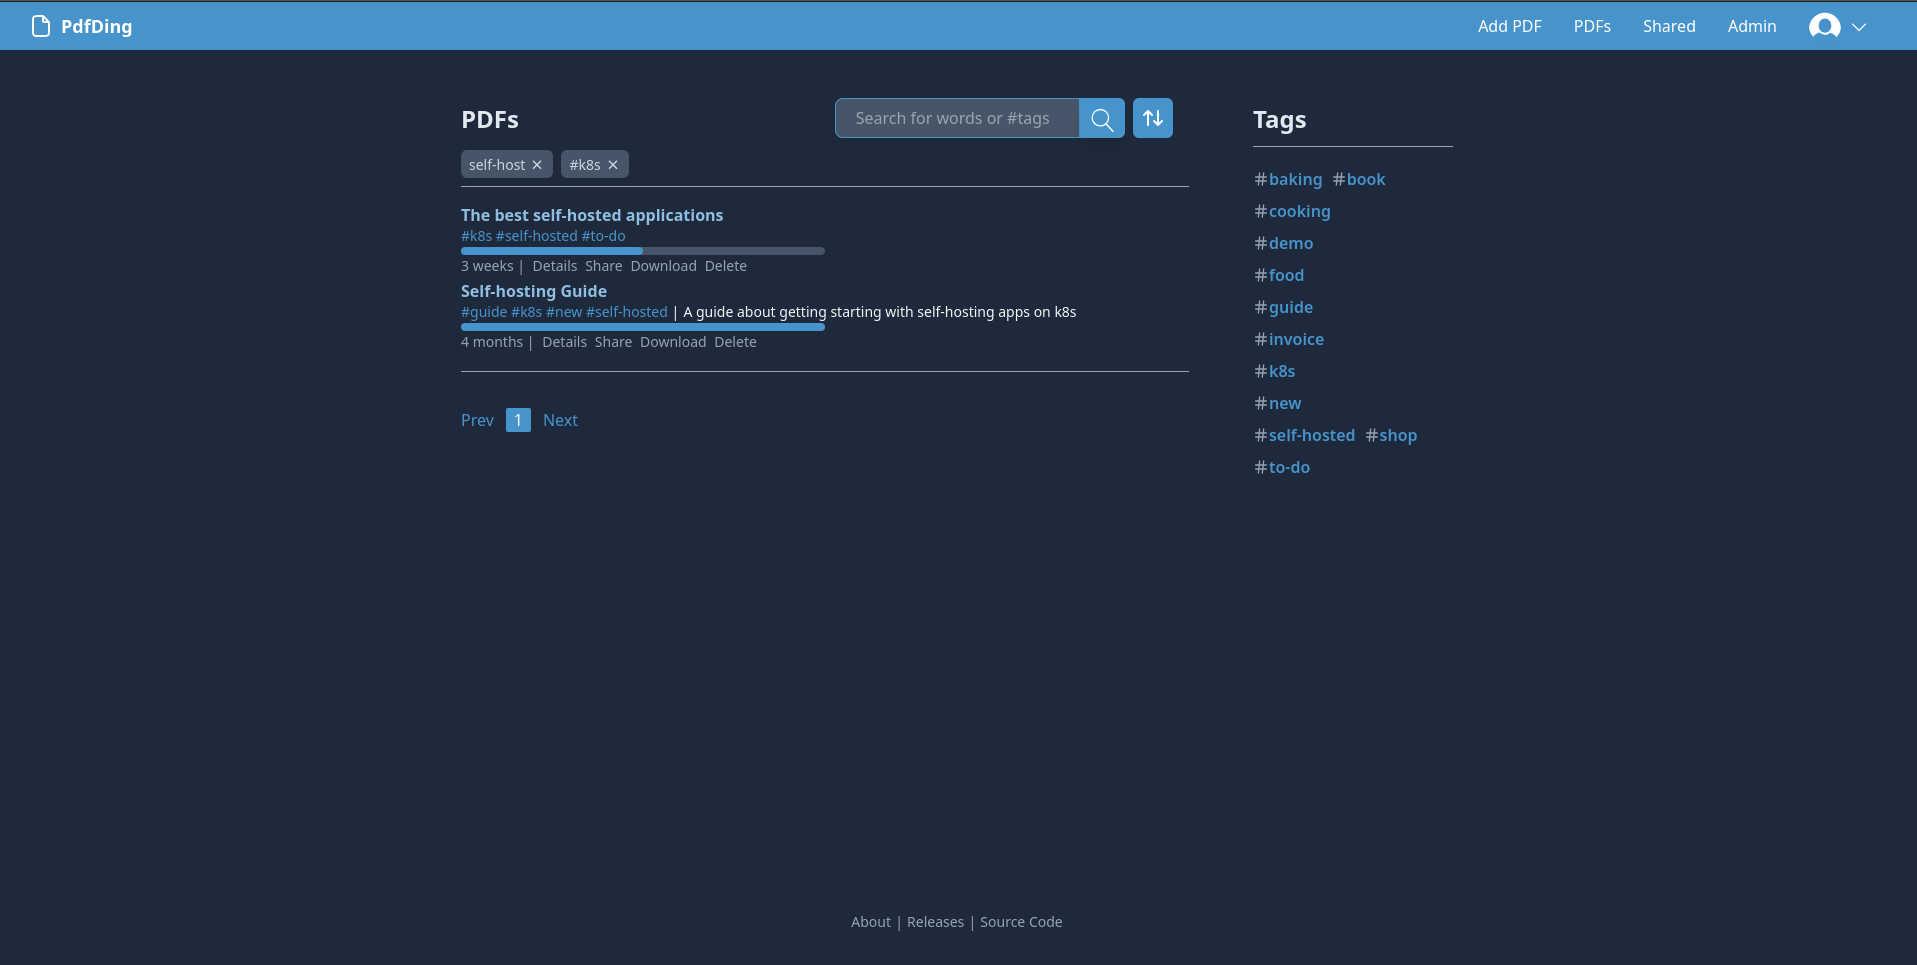 PdfDing
Add PDF PDFs Shared Admin
PDFs
Search for words or #tags
self-host ✕ #k8s ✕
The best self-hosted applications
#k8s #self-hosted #to-do
3 weeks | Details Share Download Delete
Self-hosting Guide
#guide #k8s #new #self-hosted | A guide about getting starting with self-hosting apps on k8s
4 months | Details Share Download Delete
Prev 1 Next
Tags
#baking #book
#cooking
#demo
#food
#guide
#invoice
#k8s
#new
#self-hosted #shop
#to-do
About | Releases | Source Code